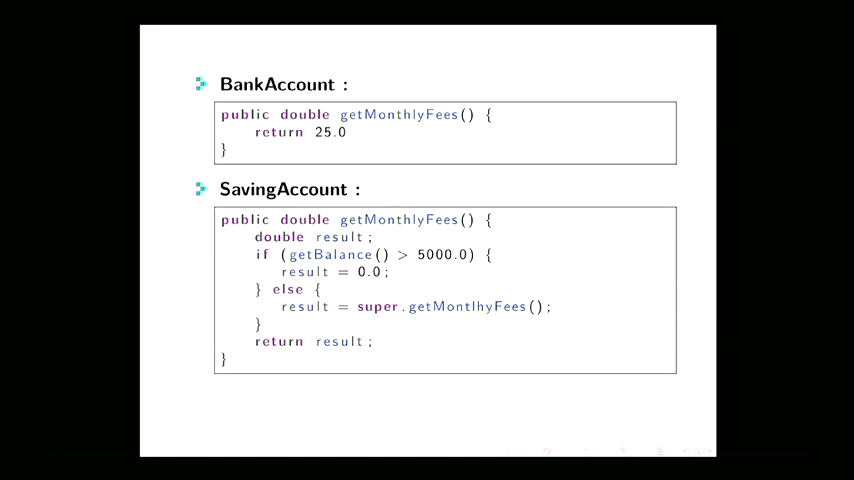 BankAccount :
public double getMonthlyFees() {
return 25.0
}
SavingAccount :
public double getMonthlyFees() {
double result;
if (getBalance() > 5000.0) {
result = 0.0;
} else {
result = super.getMontlhyFees();
}
return result;
}